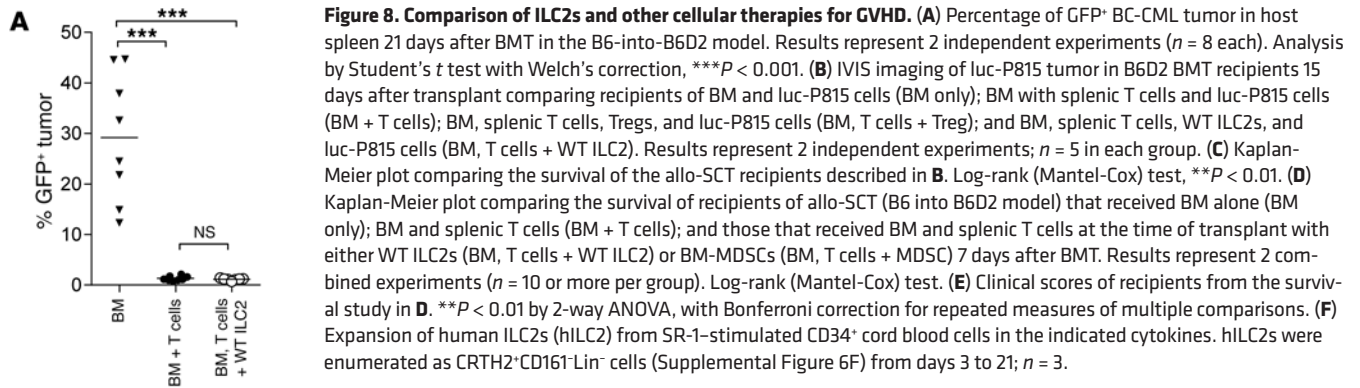 A
***
***
50
40
30
20
10
0
% GFP⁺ tumor
NS
BM
BM + T cells
BM, T cells
+ WT ILC2
Figure 8. Comparison of ILC2s and other cellular therapies for GVHD. (A) Percentage of GFP⁺ BC-CML tumor in host
spleen 21 days after BMT in the B6-into-B6D2 model. Results represent 2 independent experiments (n = 8 each). Analysis
by Student's t test with Welch's correction, ***P < 0.001. (B) IVIS imaging of luc-P815 tumor in B6D2 BMT recipients 15
days after transplant comparing recipients of BM and luc-P815 cells (BM only); BM with splenic T cells and luc-P815 cells
(BM + T cells); BM, splenic T cells, Tregs, and luc-P815 cells (BM, T cells + Treg); and BM, splenic T cells, WT ILC2s, and
luc-P815 cells (BM, T cells + WT ILC2). Results represent 2 independent experiments; n = 5 in each group. (C) Kaplan-
Meier plot comparing the survival of the allo-SCT recipients described in B. Log-rank (Mantel-Cox) test, **P < 0.01. (D)
Kaplan-Meier plot comparing the survival of recipients of allo-SCT (B6 into B6D2 model) that received BM alone (BM
only); BM and splenic T cells (BM + T cells); and those that received BM and splenic T cells at the time of transplant with
either WT ILC2s (BM, T cells + WT ILC2) or BM-MDSCs (BM, T cells + MDSC) 7 days after BMT. Results represent 2 com-
bined experiments (n = 10 or more per group). Log-rank (Mantel-Cox) test. (E) Clinical scores of recipients from the surviv-
al study in D. **P < 0.01 by 2-way ANOVA, with Bonferroni correction for repeated measures of multiple comparisons. (F)
Expansion of human ILC2s (hILC2) from SR-1–stimulated CD34⁺ cord blood cells in the indicated cytokines. hILC2s were
enumerated as CRTH2⁺CD161⁻Lin⁻ cells (Supplemental Figure 6F) from days 3 to 21; n = 3.